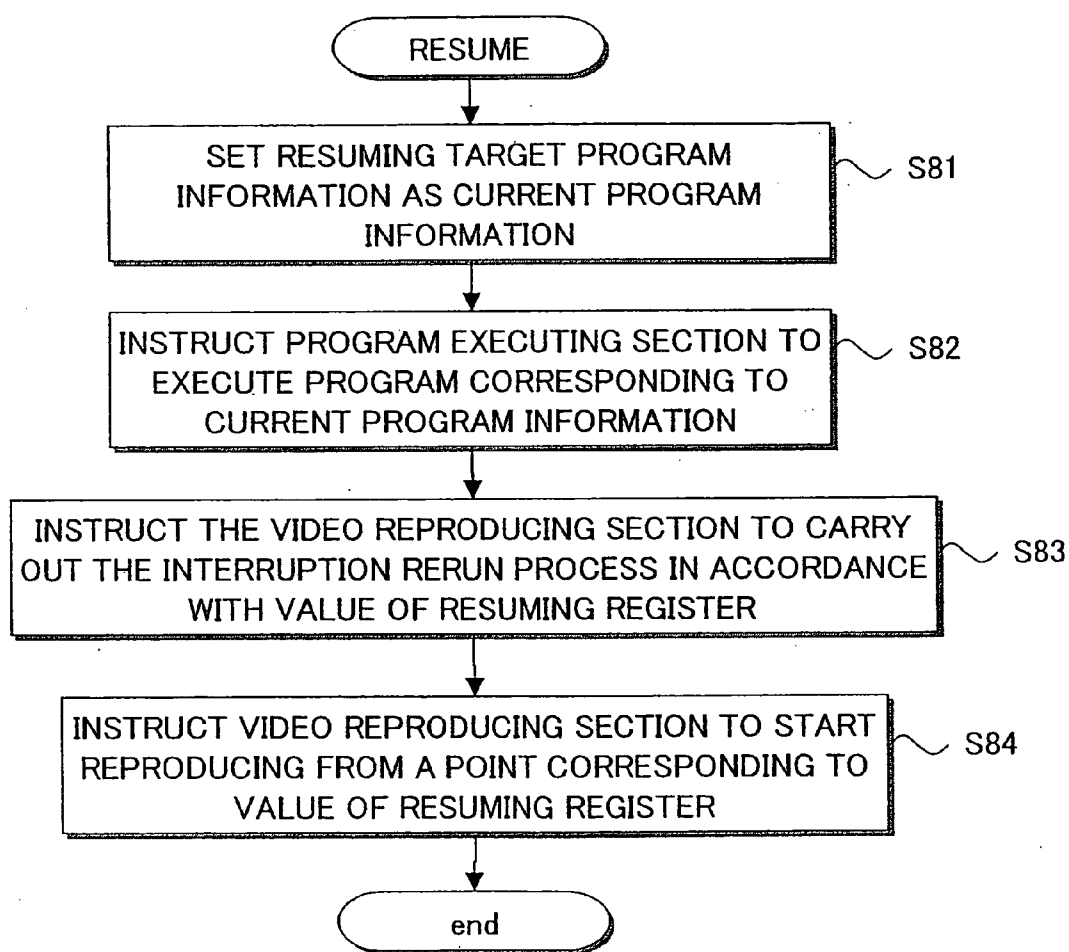 RESUME
SET RESUMING TARGET PROGRAM
INFORMATION AS CURRENT PROGRAM
INFORMATION
S81
INSTRUCT PROGRAM EXECUTING SECTION TO
EXECUTE PROGRAM CORRESPONDING TO
CURRENT PROGRAM INFORMATION
S82
INSTRUCT THE VIDEO REPRODUCING SECTION TO CARRY
OUT THE INTERRUPTION RERUN PROCESS IN ACCORDANCE
WITH VALUE OF RESUMING REGISTER
S83
INSTRUCT VIDEO REPRODUCING SECTION TO START
REPRODUCING FROM A POINT CORRESPONDING TO
VALUE OF RESUMING REGISTER
S84
end